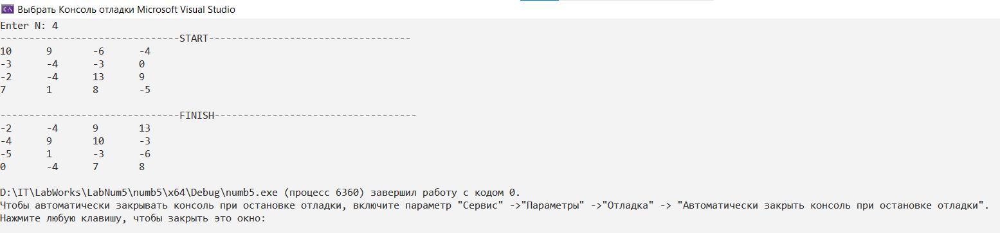 Выбрать Консоль отладки Microsoft Visual Studio
Enter N: 4
-------------------------------START-----------------------------------
10 9 -6 -4
-3 -4 -3 0
-2 -4 13 9
7 1 8 -5
-------------------------------FINISH-----------------------------------
-2 -4 9 13
-4 9 10 -3
-5 1 -3 -6
0 -4 7 8
D:\IT\LabWorks\LabNum5\numb5\x64\Debug\numb5.exe (процесс 6360) завершил работу с кодом 0.
Чтобы автоматически закрывать консоль при остановке отладки, включите параметр "Сервис" ->"Параметры" ->"Отладка" -> "Автоматически закрыть консоль при остановке отладки".
Нажмите любую клавишу, чтобы закрыть это окно: